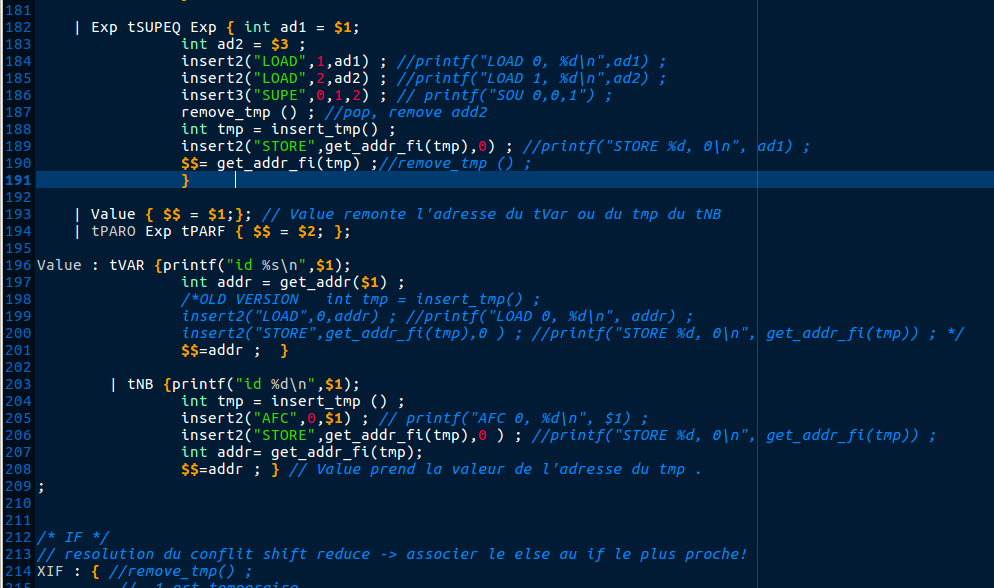 181
182 | Exp tSUPEQ Exp { int ad1 = $1;
183 int ad2 = $3 ;
184 insert2("LOAD",1,ad1) ; //printf("LOAD 0, %d\n",ad1) ;
185 insert2("LOAD",2,ad2) ; //printf("LOAD 1, %d\n",ad2) ;
186 insert3("SUPE",0,1,2) ; // printf("SOU 0,0,1") ;
187 remove_tmp () ; //pop, remove add2
188 int tmp = insert_tmp() ;
189 insert2("STORE",get_addr_fi(tmp),0) ; //printf("STORE %d, 0\n", ad1) ;
190 $$= get_addr_fi(tmp) ;//remove_tmp () ;
191 }
192
193 | Value { $$ = $1;}; // Value remonte l'adresse du tVar ou du tmp du tNB
194 | tPARO Exp tPARF { $$ = $2; };
195
196 Value : tVAR {printf("id %s\n",$1);
197 int addr = get_addr($1) ;
198 /*OLD VERSION int tmp = insert_tmp() ;
199 insert2("LOAD",0,addr) ; //printf("LOAD 0, %d\n", addr) ;
200 insert2("STORE",get_addr_fi(tmp),0 ) ; //printf("STORE %d, 0\n", get_addr_fi(tmp)) ; */
201 $$=addr ; }
202
203 | tNB {printf("id %d\n",$1);
204 int tmp = insert_tmp () ;
205 insert2("AFC",0,$1) ; // printf("AFC 0, %d\n", $1) ;
206 insert2("STORE",get_addr_fi(tmp),0 ) ; //printf("STORE %d, 0\n", get_addr_fi(tmp)) ;
207 int addr= get_addr_fi(tmp);
208 $$=addr ; } // Value prend la valeur de l'adresse du tmp .
209 ;
210
211
212 /* IF */
213 // resolution du conflit shift reduce -> associer le else au if le plus proche!
214 XIF : { //remove_tmp() ;
215